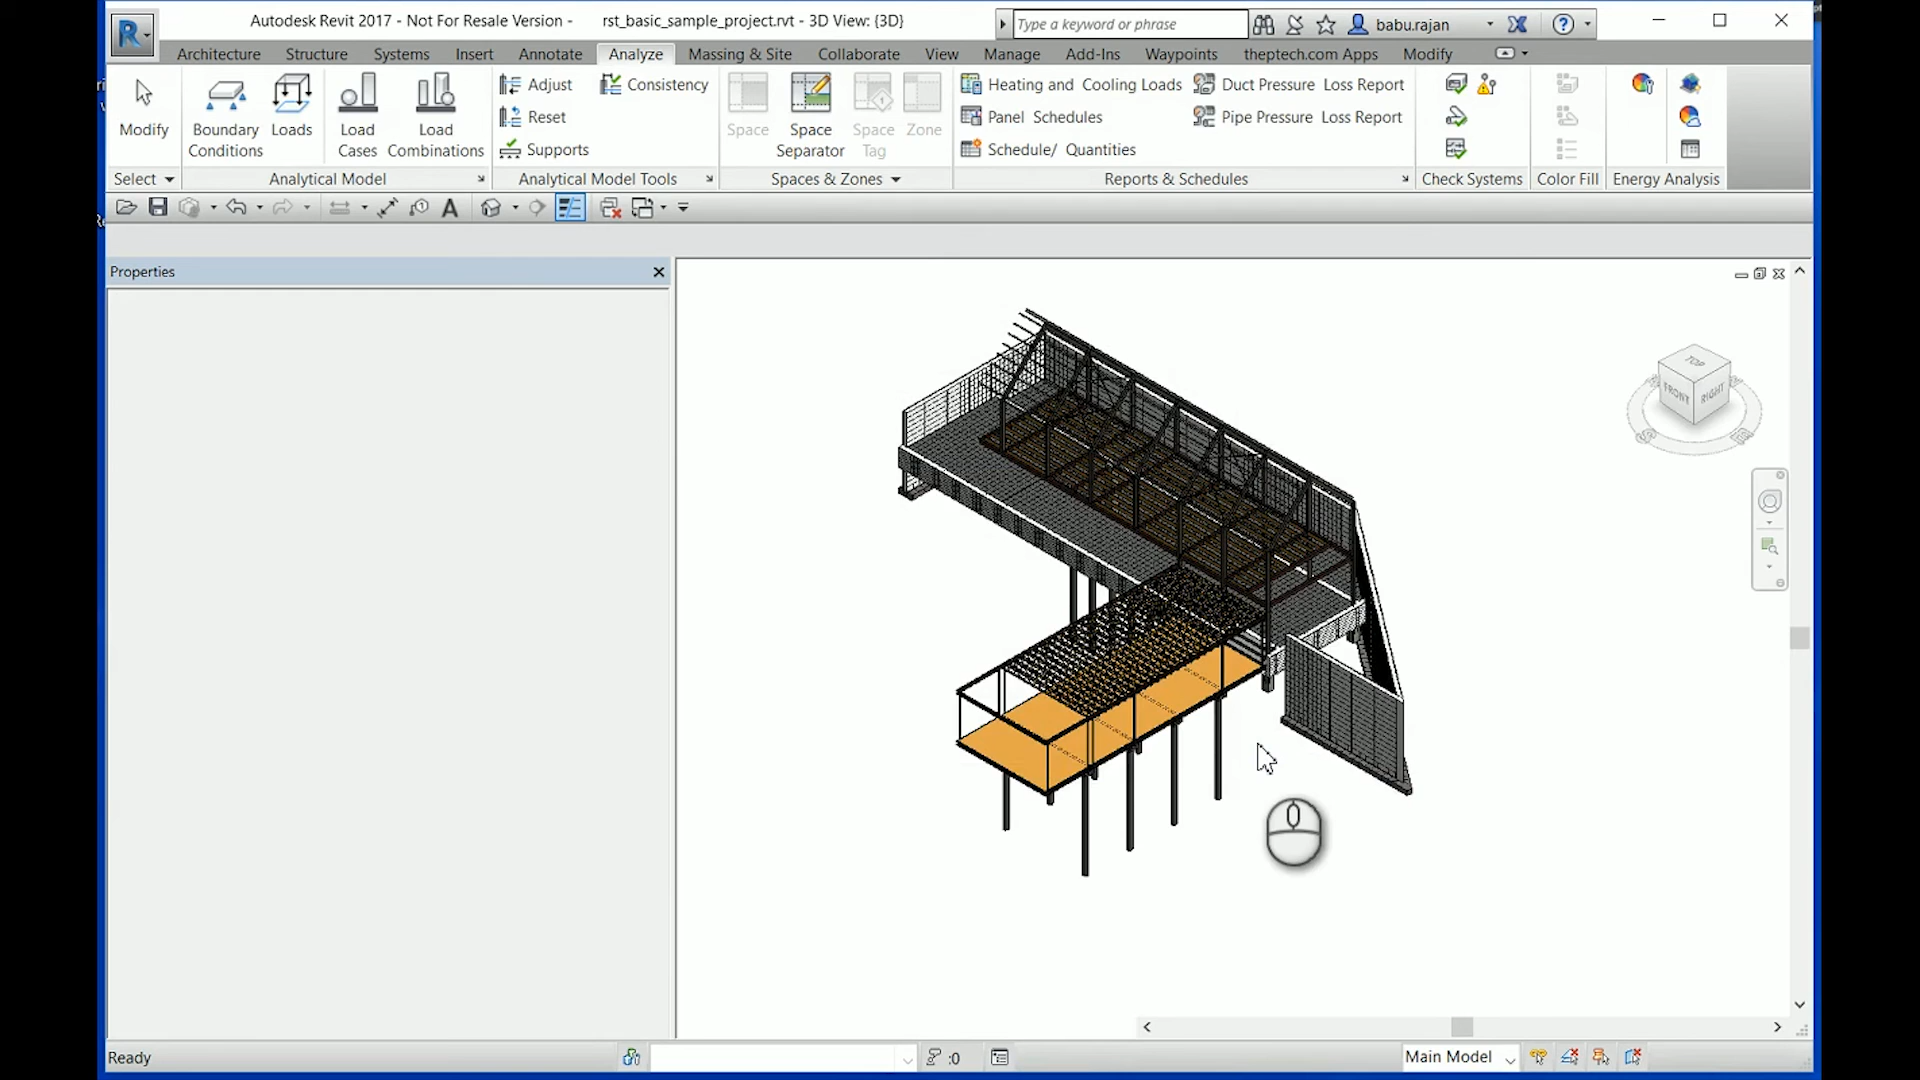 Autodesk Revit 2017 - Not For Resale Version - rst_basic_sample_project.rvt - 3D View: {3D}
Type a keyword or phrase
babu.rajan
Architecture Structure Systems Insert Annotate Analyze Massing & Site Collaborate View Manage Add-Ins Waypoints theptech.com Apps Modify
Modify
Boundary Conditions
Loads
Load Cases
Load Combinations
Adjust
Reset
Supports
Consistency
Space
Space Separator
Space Tag
Zone
Heating and Cooling Loads
Panel Schedules
Schedule/ Quantities
Duct Pressure Loss Report
Pipe Pressure Loss Report
Select
Analytical Model
Analytical Model Tools
Spaces & Zones
Reports & Schedules
Check Systems
Color Fill
Energy Analysis
Properties
TOP
FRONT
RIGHT
S
E
Ready
:0
Main Model